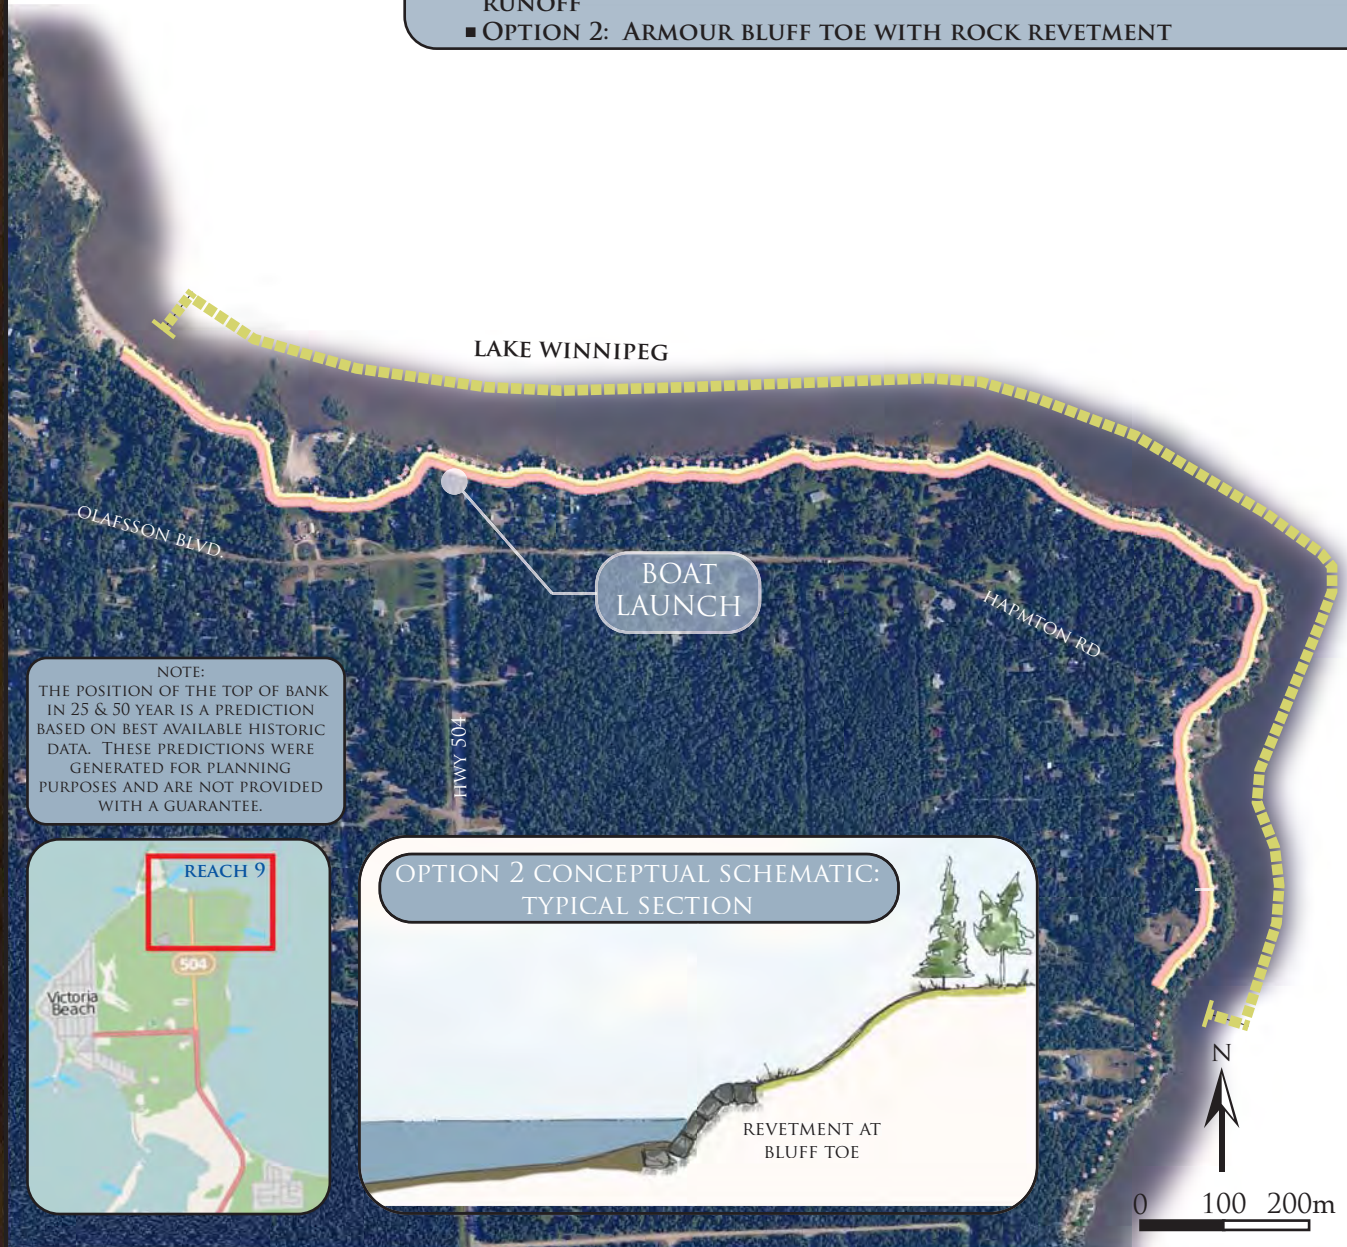 RUNOFF
▪ OPTION 2: ARMOUR BLUFF TOE WITH ROCK REVETMENT
LAKE WINNIPEG
OLAFSSON BLVD.
BOAT
LAUNCH
HAPMTON RD
HWY 504
NOTE:
THE POSITION OF THE TOP OF BANK
IN 25 & 50 YEAR IS A PREDICTION
BASED ON BEST AVAILABLE HISTORIC
DATA. THESE PREDICTIONS WERE
GENERATED FOR PLANNING
PURPOSES AND ARE NOT PROVIDED
WITH A GUARANTEE.
REACH 9
504
Victoria
Beach
OPTION 2 CONCEPTUAL SCHEMATIC:
TYPICAL SECTION
REVETMENT AT
BLUFF TOE
N
0 100 200m